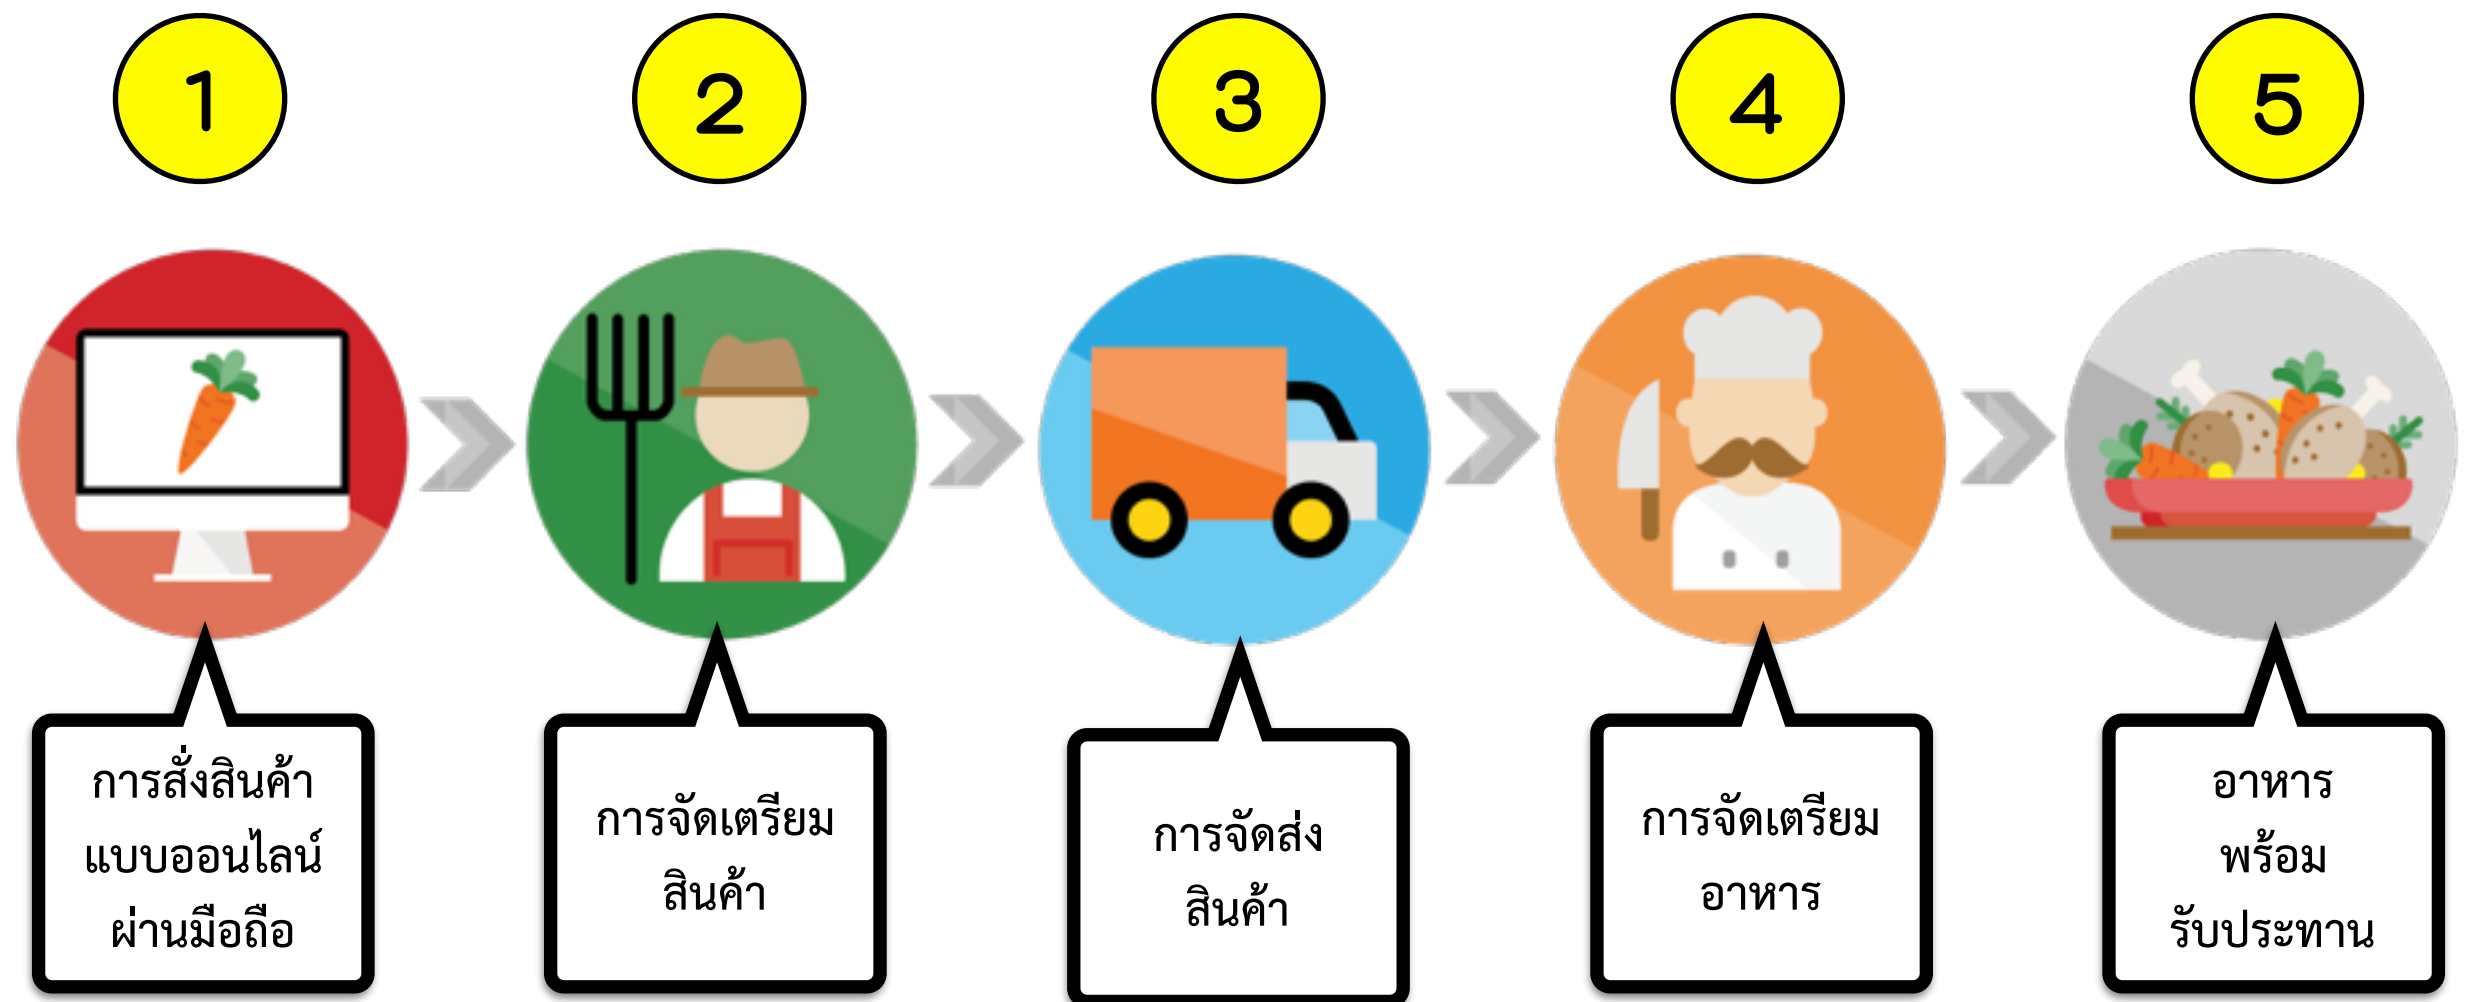 1
2
3
4
5
การสั่งสินค้า
แบบออนไลน์
ผ่านมือถือ
การจัดเตรียม
สินค้า
การจัดส่ง
สินค้า
การจัดเตรียม
อาหาร
อาหาร
พร้อม
รับประทาน